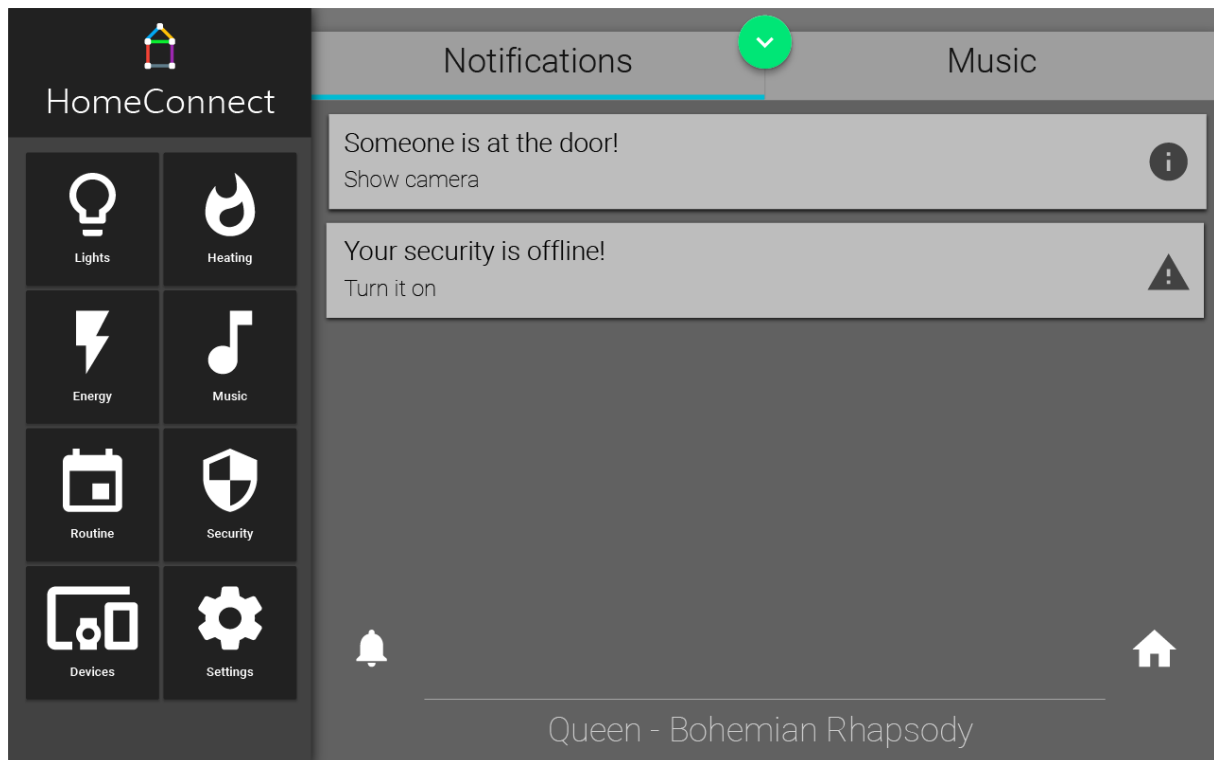 HomeConnect
Lights
Heating
Energy
Music
Routine
Security
Devices
Settings
Notifications
Music
Someone is at the door!
Show camera
Your security is offline!
Turn it on
Queen - Bohemian Rhapsody